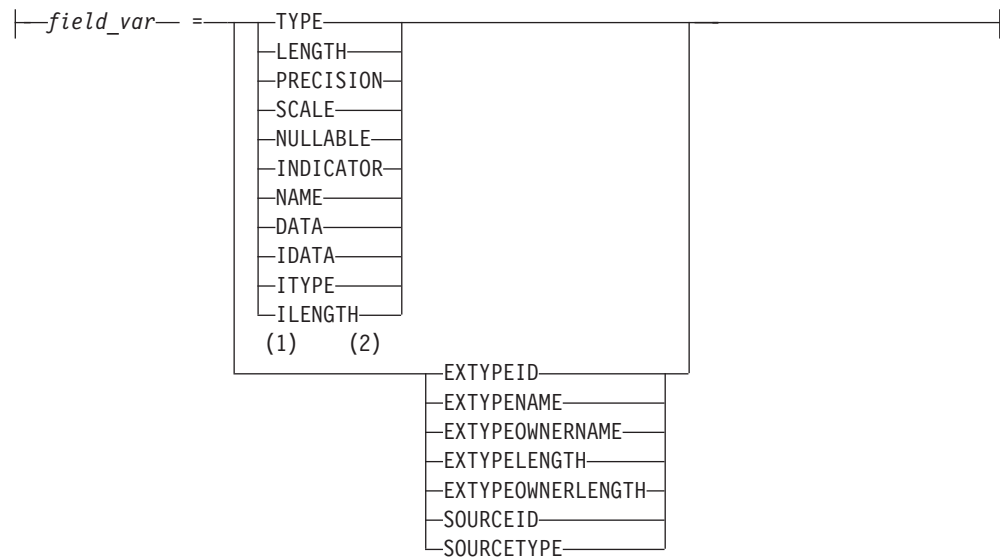 field_var = TYPE
LENGTH
PRECISION
SCALE
NULLABLE
INDICATOR
NAME
DATA
IDATA
ITYPE
ILENGTH
(1) (2)
EXTYPEID
EXTYPENAME
EXTYPEOWNERNAME
EXTYPELENGTH
EXTYPEOWNERLENGTH
SOURCEID
SOURCETYPE